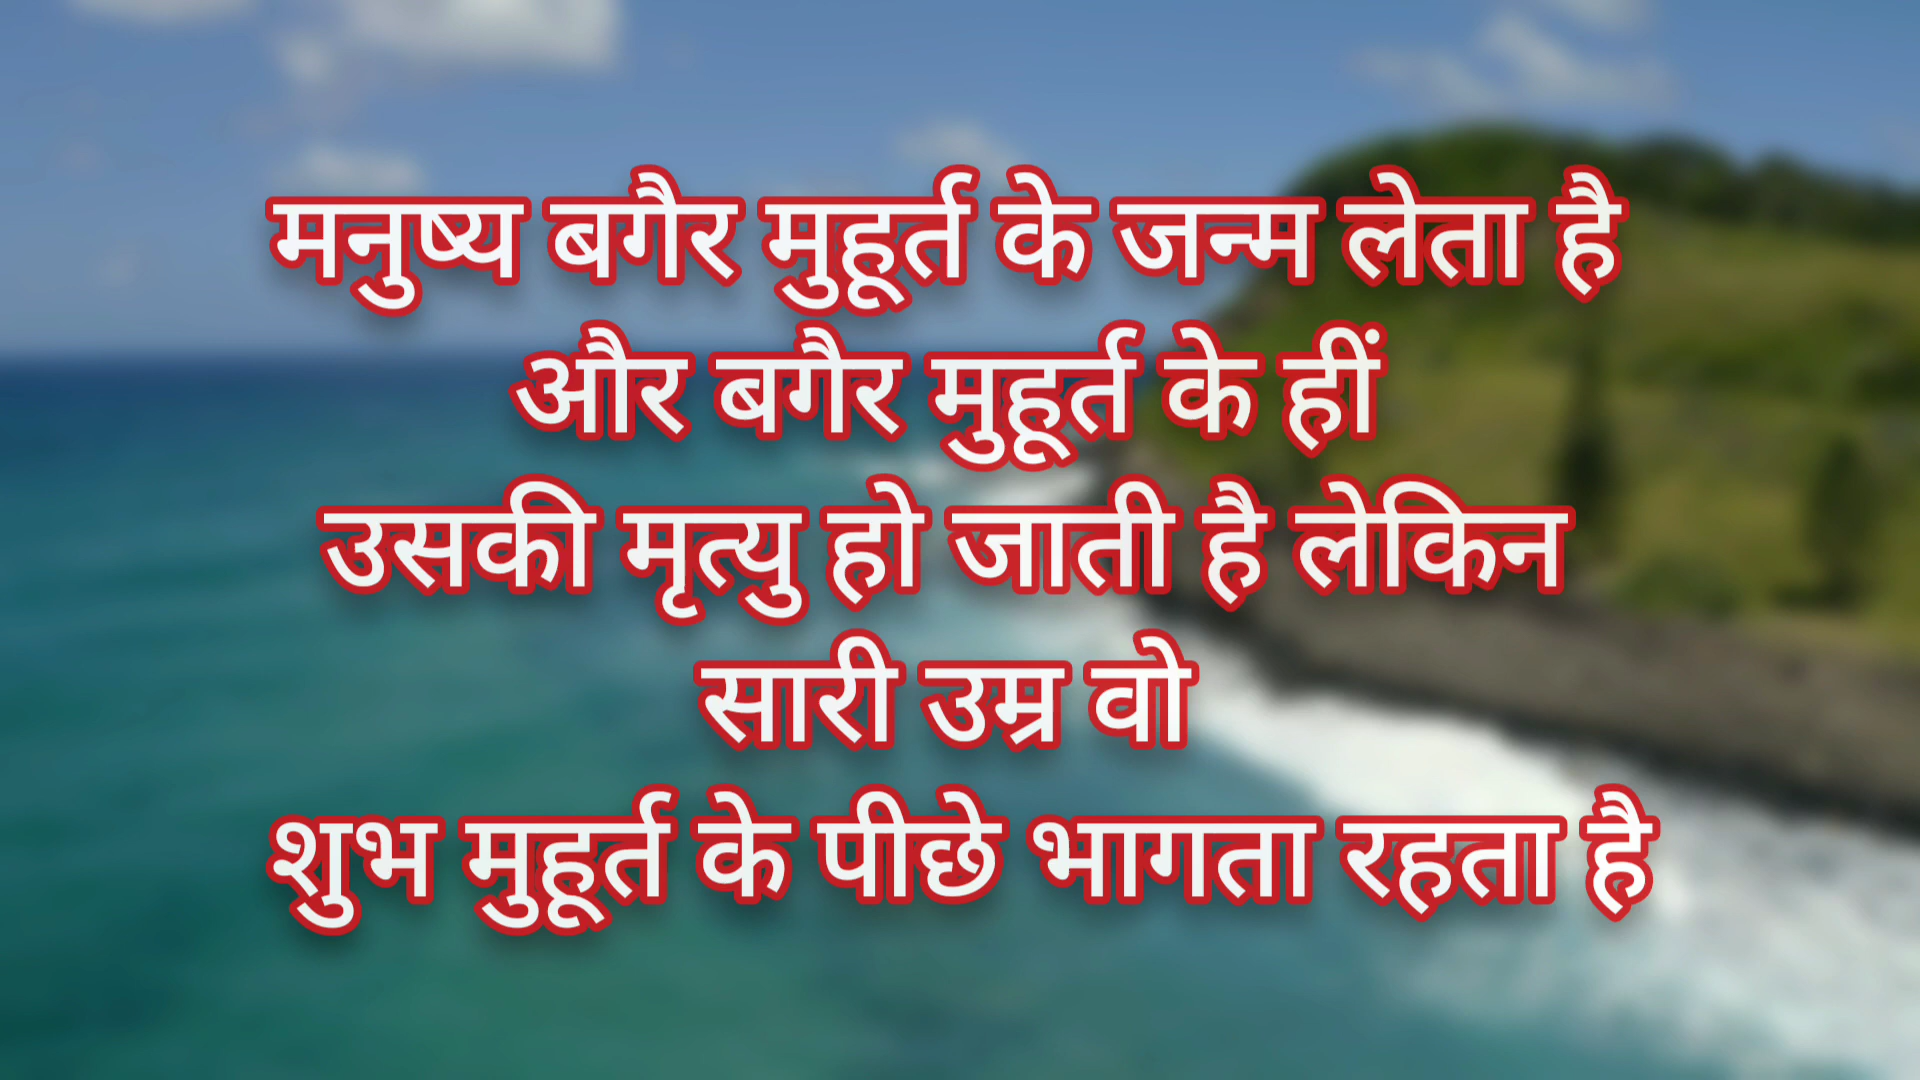 मनुष्य बगैर मुहूर्त के जन्म लेता है
और बगैर मुहूर्त के हीं
उसकी मृत्यु हो जाती है लेकिन
सारी उम्र वो
शुभ मुहूर्त के पीछे भागता रहता है